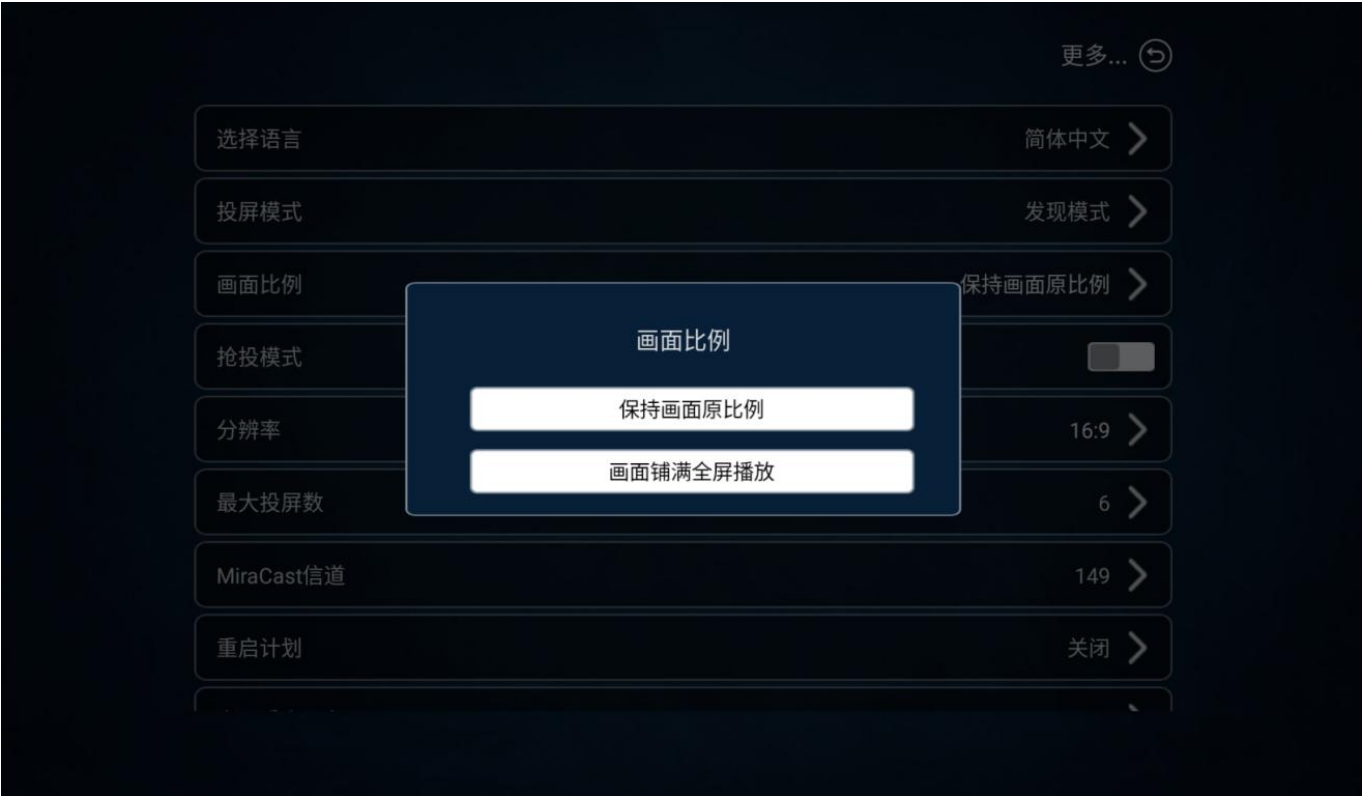 更多...
选择语言 简体中文
投屏模式 发现模式
画面比例 保持画面原比例
画面比例
抢投模式
保持画面原比例
分辨率 16:9
画面铺满全屏播放
最大投屏数 6
MiraCast信道 149
重启计划 关闭